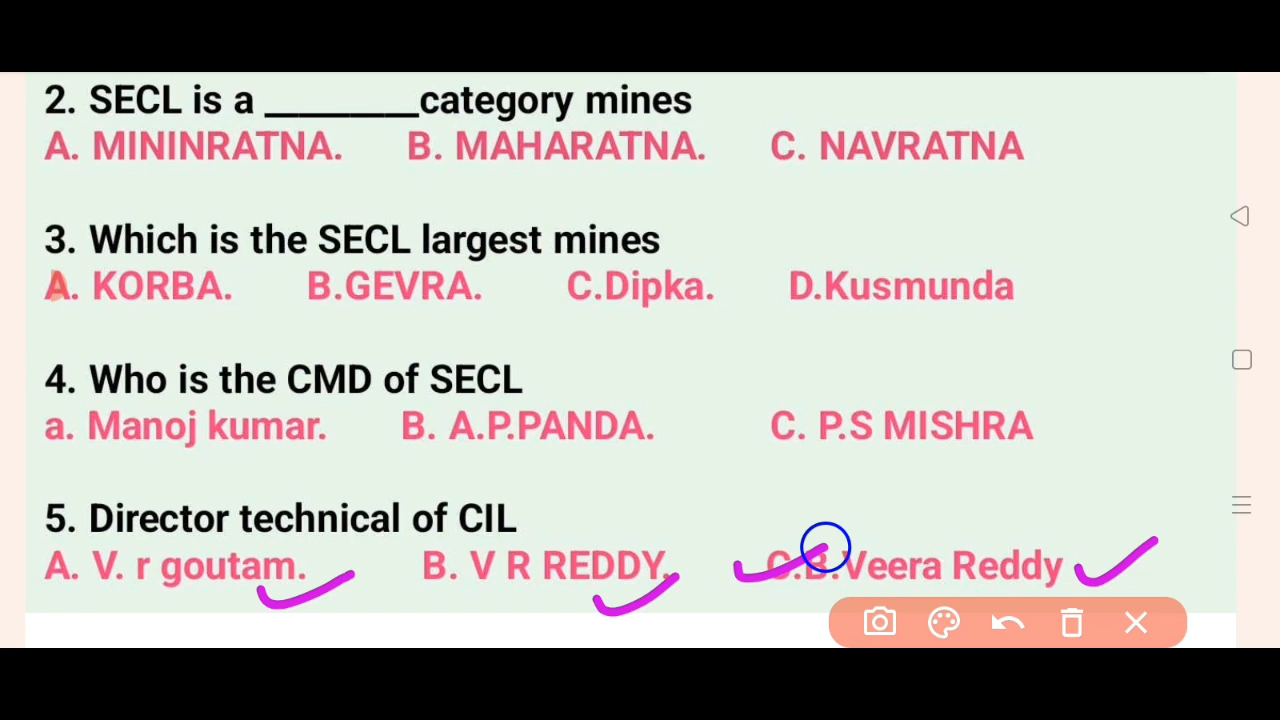 2. SECL is a ________category mines
A. MININRATNA. B. MAHARATNA. C. NAVRATNA
3. Which is the SECL largest mines
A. KORBA. B.GEVRA. C.Dipka. D.Kusmunda
4. Who is the CMD of SECL
a. Manoj kumar. B. A.P.PANDA. C. P.S MISHRA
5. Director technical of CIL
A. V. r goutam. B. V R REDDY. C.B.Veera Reddy